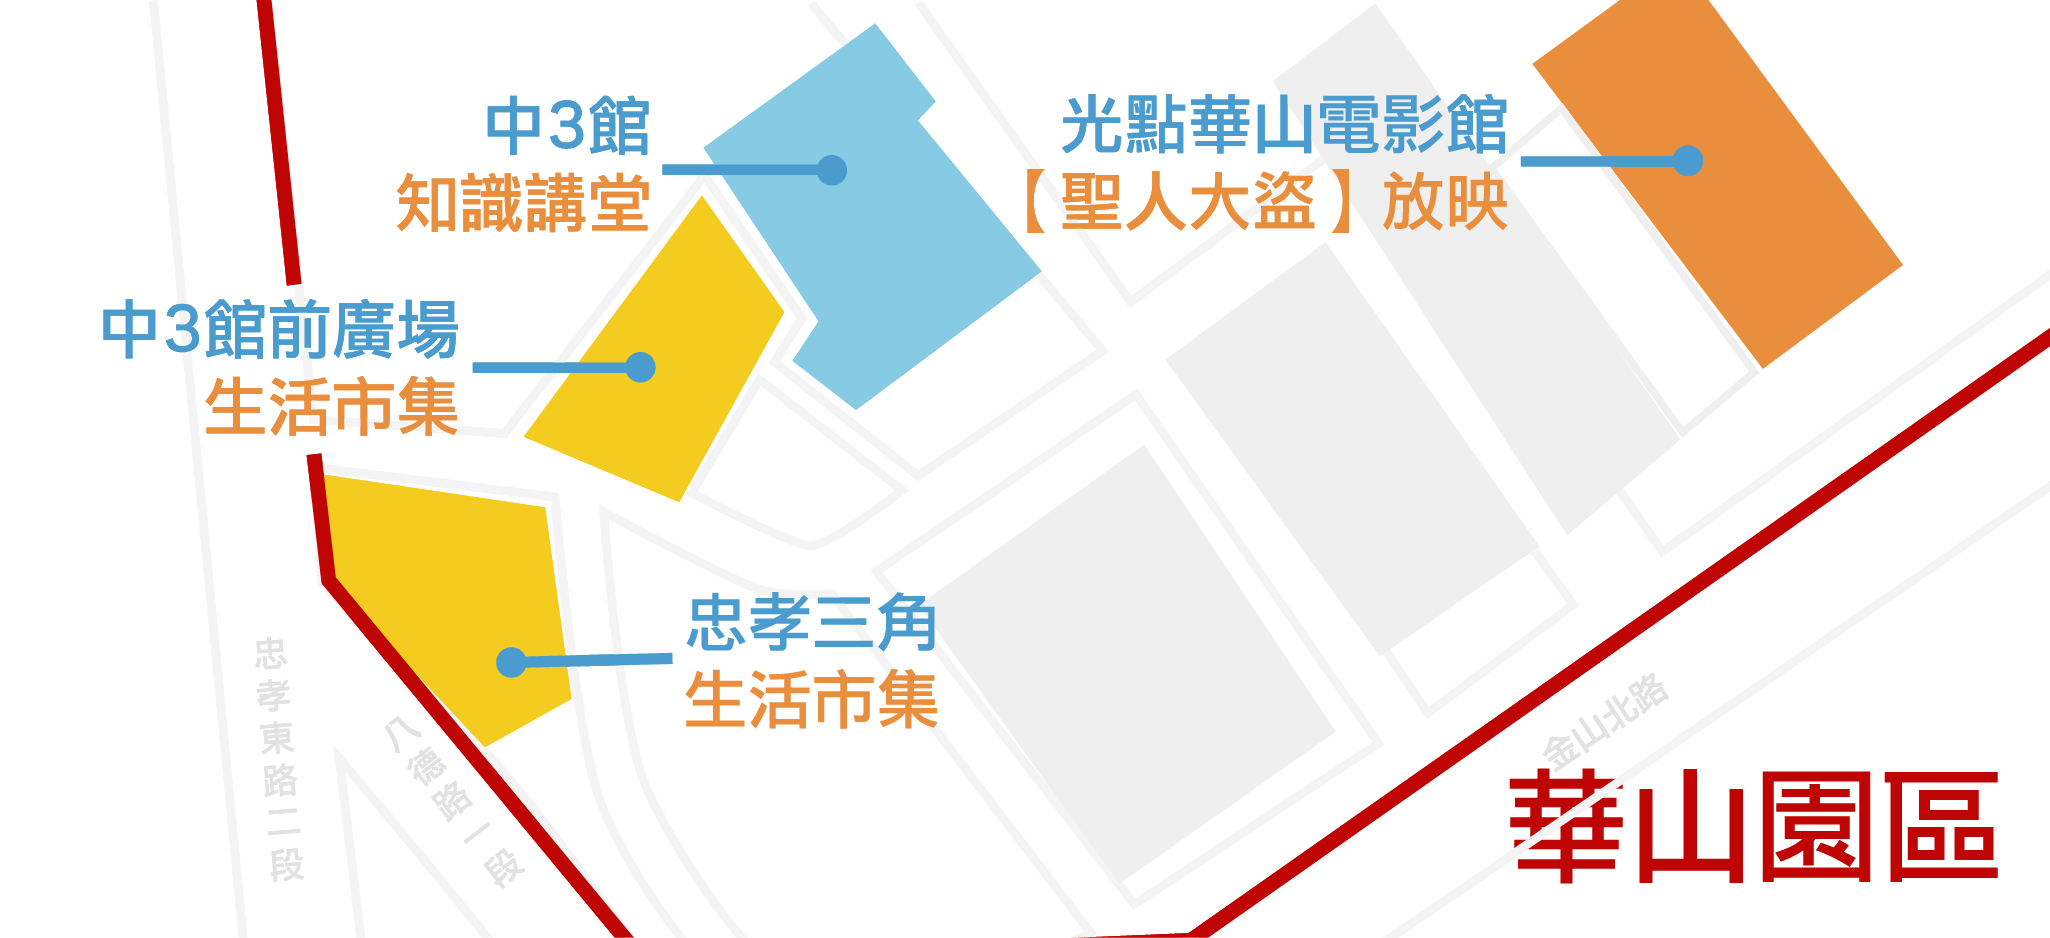 中3館
知識講堂
光點華山電影館
【聖人大盜】放映
中3館前廣場
生活市集
忠孝三角
生活市集
忠孝東路二段
八德路一段
金山北路
華山園區